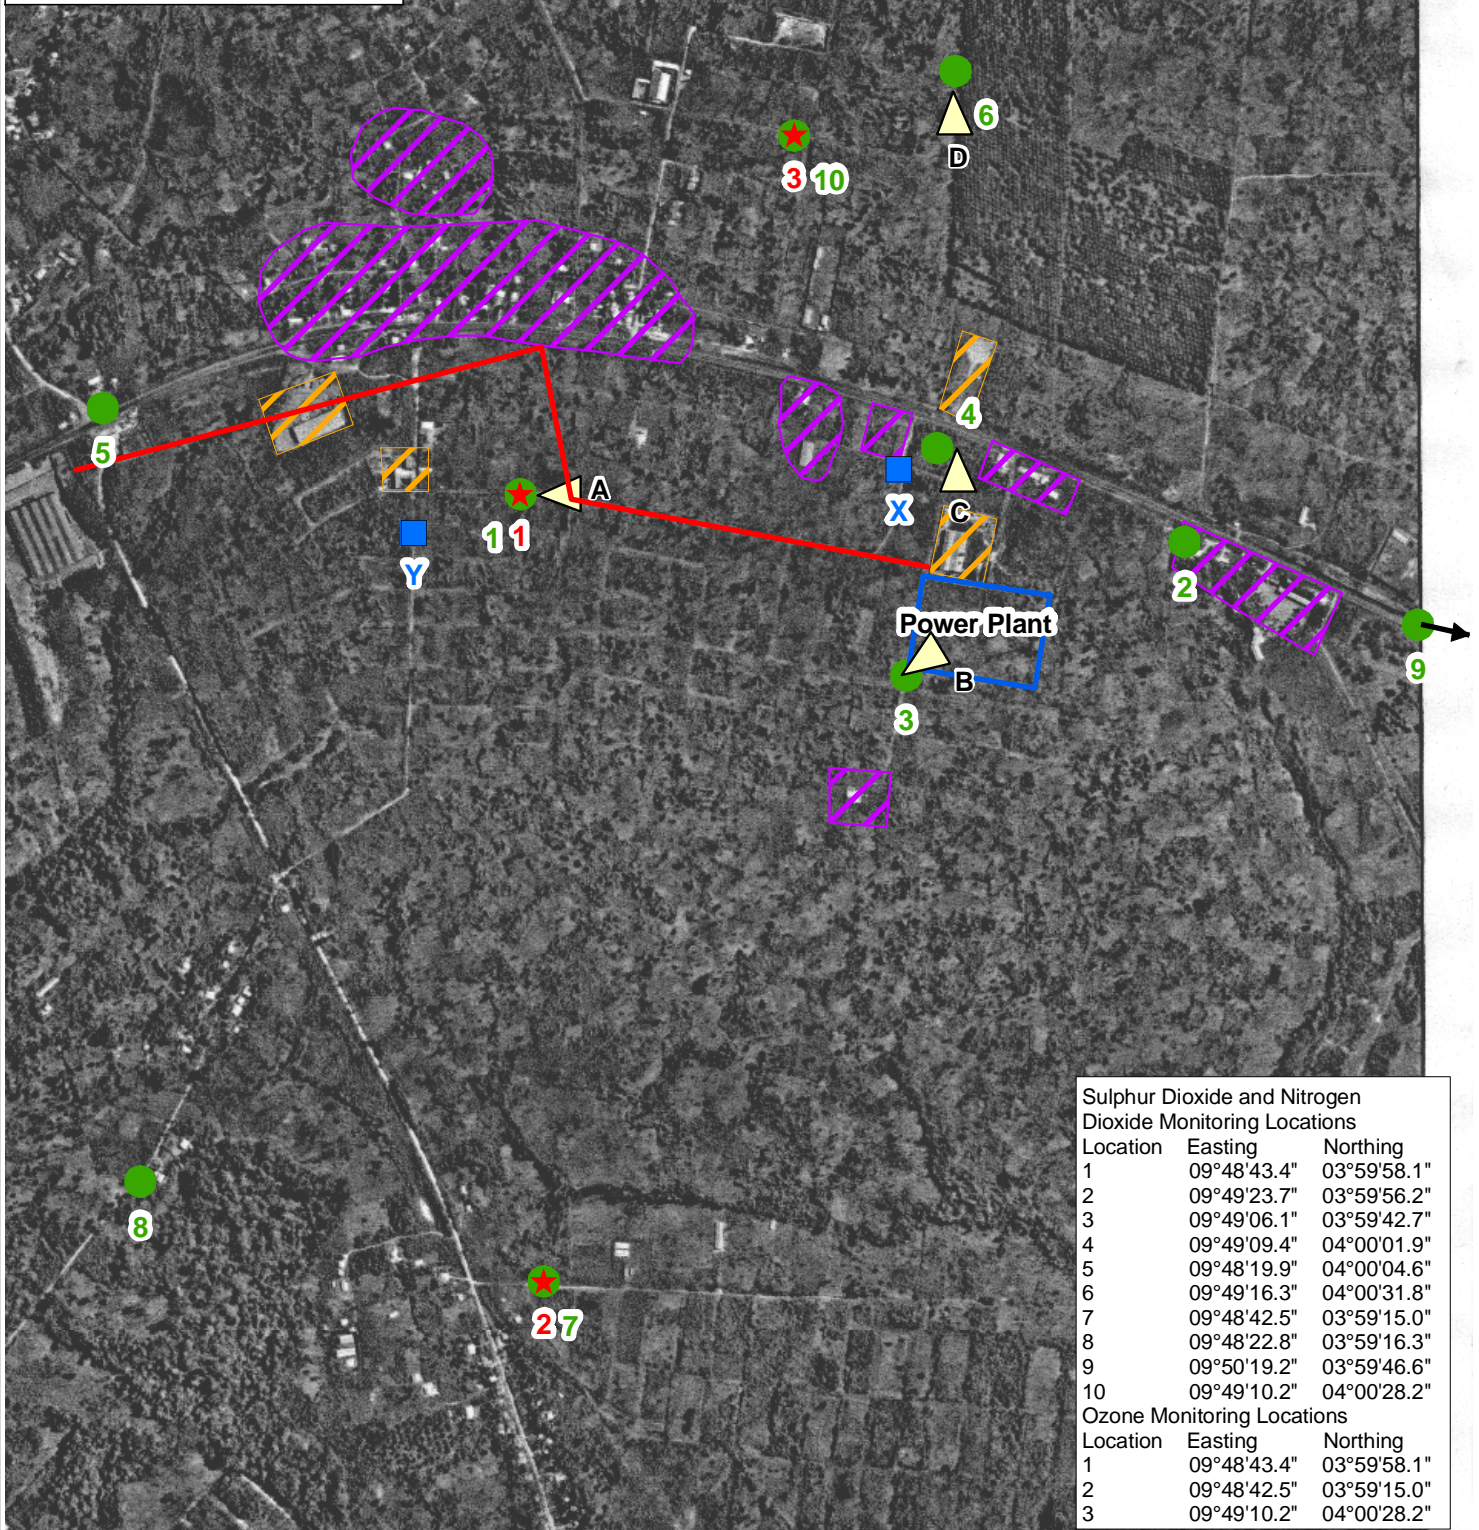 6
D
3 10
4
5
A
X
C
1 1
Y
2
Power Plant
9
B
3
8
2 7
Sulphur Dioxide and Nitrogen
Dioxide Monitoring Locations
Location Easting Northing
1 09°48'43.4" 03°59'58.1"
2 09°49'23.7" 03°59'56.2"
3 09°49'06.1" 03°59'42.7"
4 09°49'09.4" 04°00'01.9"
5 09°48'19.9" 04°00'04.6"
6 09°49'16.3" 04°00'31.8"
7 09°48'42.5" 03°59'15.0"
8 09°48'22.8" 03°59'16.3"
9 09°50'19.2" 03°59'46.6"
10 09°49'10.2" 04°00'28.2"
Ozone Monitoring Locations
Location Easting Northing
1 09°48'43.4" 03°59'58.1"
2 09°48'42.5" 03°59'15.0"
3 09°49'10.2" 04°00'28.2"